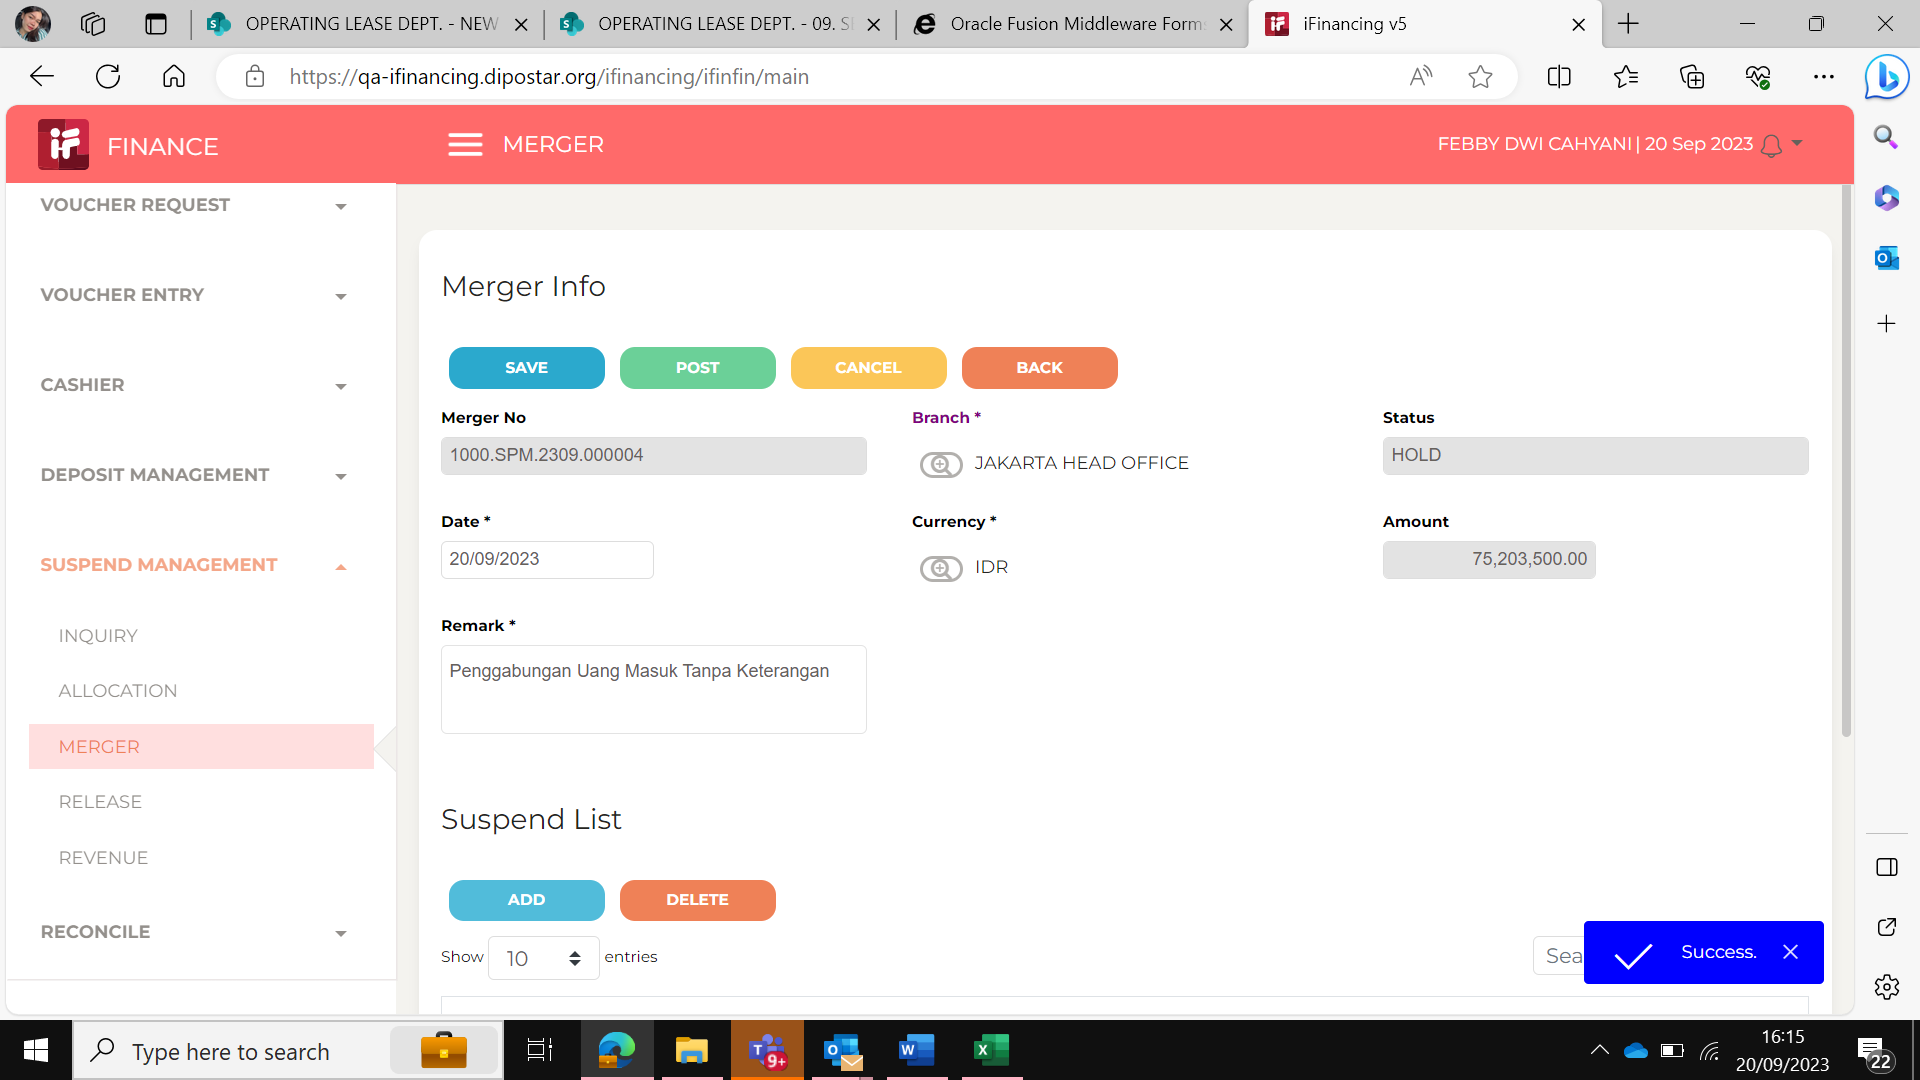 OPERATING LEASE DEPT. - NEW
OPERATING LEASE DEPT. - 09. S
Oracle Fusion Middleware Forms
iFinancing v5
https://qa-ifinancing.dipostar.org/ifinancing/ifinfin/main
iF FINANCE
MERGER
FEBBY DWI CAHYANI | 20 Sep 2023
VOUCHER REQUEST
VOUCHER ENTRY
CASHIER
DEPOSIT MANAGEMENT
SUSPEND MANAGEMENT
INQUIRY
ALLOCATION
MERGER
RELEASE
REVENUE
RECONCILE
Merger Info
SAVE POST CANCEL BACK
Merger No Branch * Status
1000.SPM.2309.000004 JAKARTA HEAD OFFICE HOLD
Date * Currency * Amount
20/09/2023 IDR 75,203,500.00
Remark *
Penggabungan Uang Masuk Tanpa Keterangan
Suspend List
ADD DELETE
Show 10 entries Sea
Success.
Type here to search
9+
16:15
20/09/2023
22